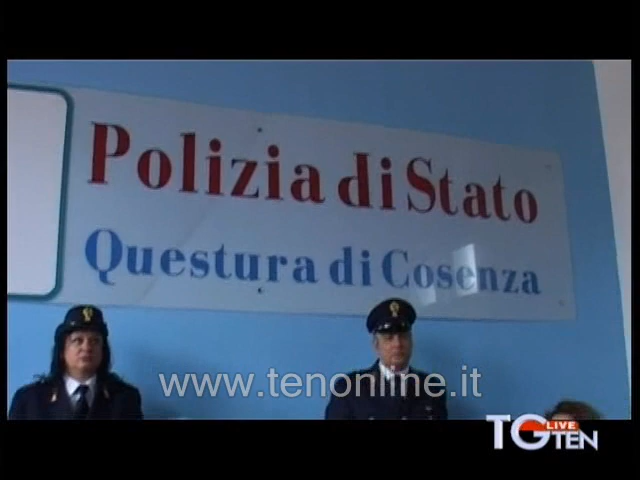 Polizia di Stato
Questura di Cosenza
www.tenonline.it
TG LIVE TEN